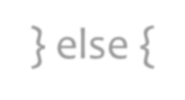 } else {